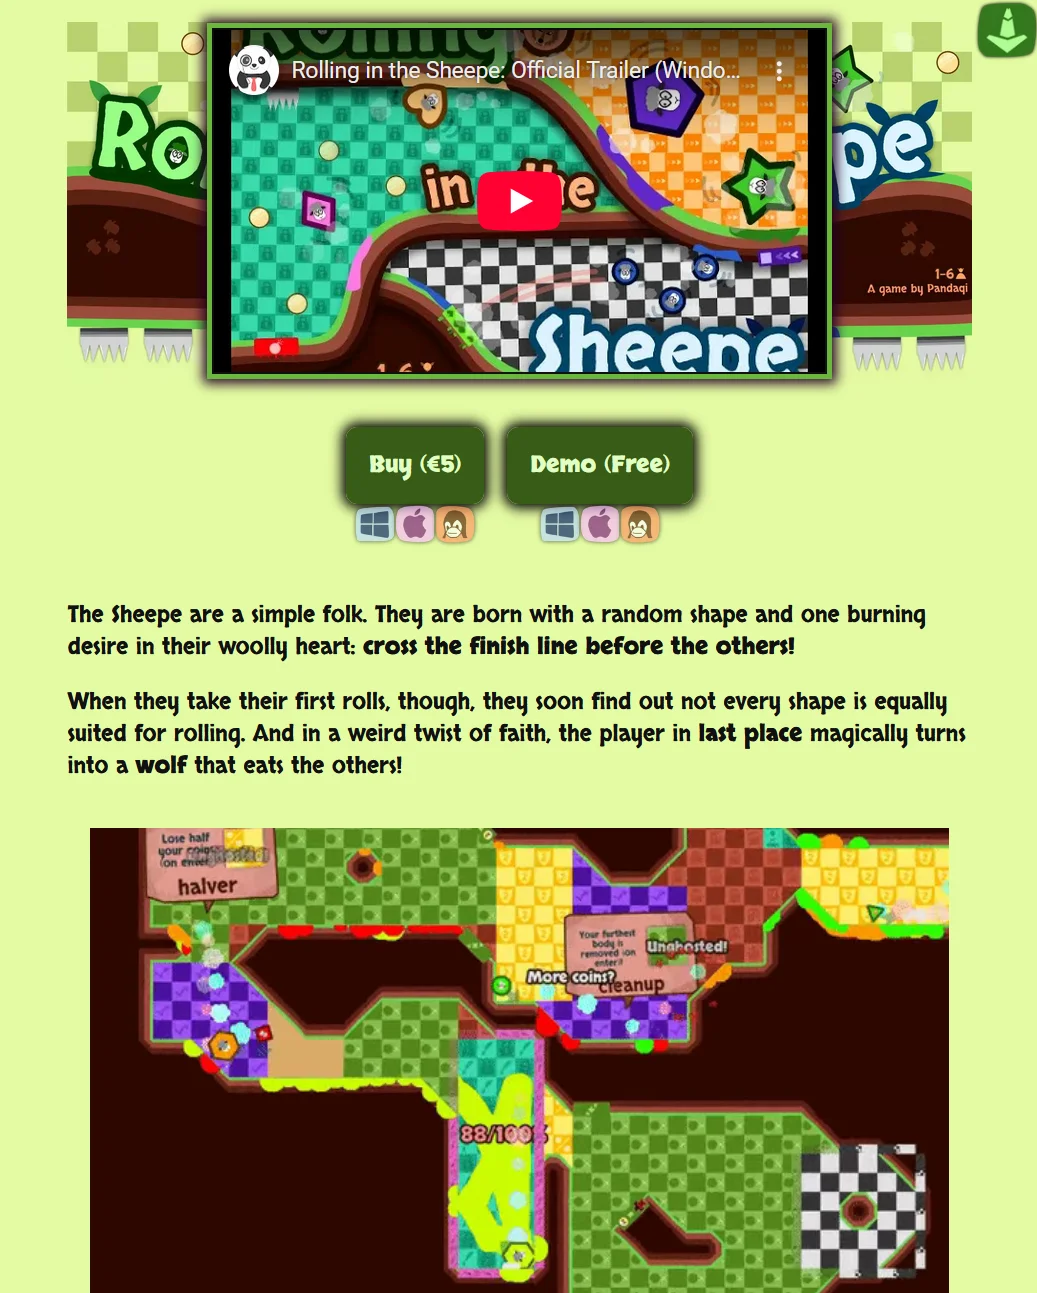 Rolling
Rolling in the Sheepe: Official Trailer (Windo...
Ro
pe
in the
1-6
A game by Pandaqi
Sheepe
1-6
Buy (€5)
Demo (Free)
The Sheepe are a simple folk. They are born with a random shape and one burning
desire in their woolly heart: cross the finish line before the others!
When they take their first rolls, though, they soon find out not every shape is equally
suited for rolling. And in a weird twist of faith, the player in last place magically turns
into a wolf that eats the others!
Lose half
your coins
(on enter)
Unghosted!
halver
Your furthest
body is
removed (on
enter)!
Unghosted!
More coins?
cleanup
88/100%